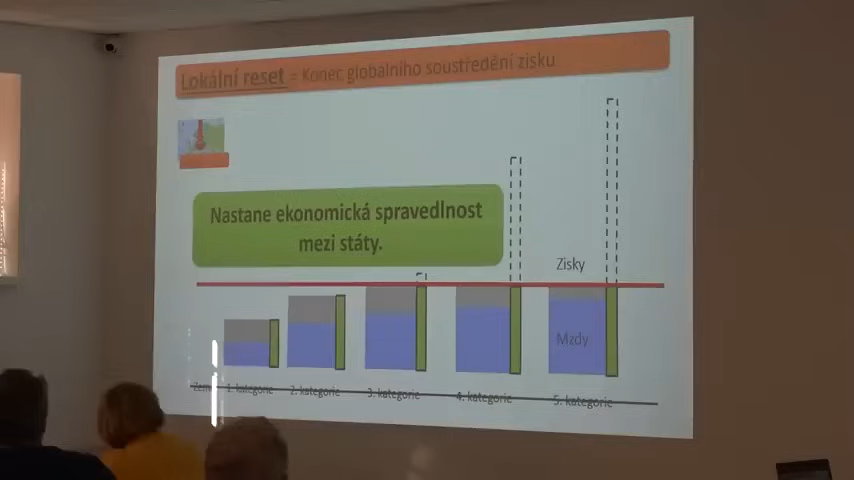 Lokální reset = Konec globálního soustředění zisku
Nastane ekonomická spravedlnost
mezi státy.
Zisky
Mzdy
Země 1. kategorie 2. kategorie 3. kategorie 4. kategorie 5. kategorie